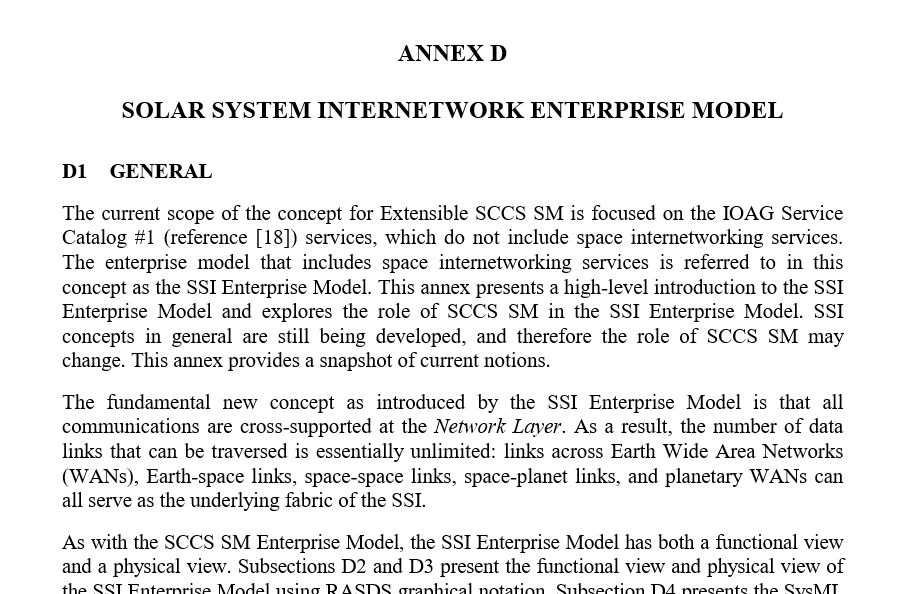 ANNEX D
SOLAR SYSTEM INTERNETWORK ENTERPRISE MODEL
D1 GENERAL
The current scope of the concept for Extensible SCCS SM is focused on the IOAG Service
Catalog #1 (reference [18]) services, which do not include space internetworking services.
The enterprise model that includes space internetworking services is referred to in this
concept as the SSI Enterprise Model. This annex presents a high-level introduction to the SSI
Enterprise Model and explores the role of SCCS SM in the SSI Enterprise Model. SSI
concepts in general are still being developed, and therefore the role of SCCS SM may
change. This annex provides a snapshot of current notions.
The fundamental new concept as introduced by the SSI Enterprise Model is that all
communications are cross-supported at the Network Layer. As a result, the number of data
links that can be traversed is essentially unlimited: links across Earth Wide Area Networks
(WANs), Earth-space links, space-space links, space-planet links, and planetary WANs can
all serve as the underlying fabric of the SSI.
As with the SCCS SM Enterprise Model, the SSI Enterprise Model has both a functional view
and a physical view. Subsections D2 and D3 present the functional view and physical view of
the SSI Enterprise Model using RASDS graphical notation. Subsection D4 presents the SysML